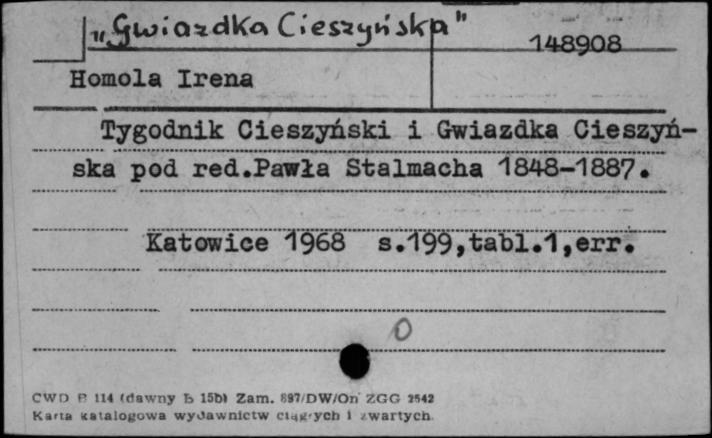 „Gwiazdka Cieszyńska"
148908
Homola Irena
Tygodnik Cieszyński i Gwiazdka Cieszyń-
ska pod red.Pawła Stalmacha 1848-1887.
Katowice 1968 s.199,tabl.1,err.
0
CWD P 114 (dawny b 15b) Zam. 897/DW/On ZGG 2542
Karta katalogowa wydawnictw ciągłych i zwartych.